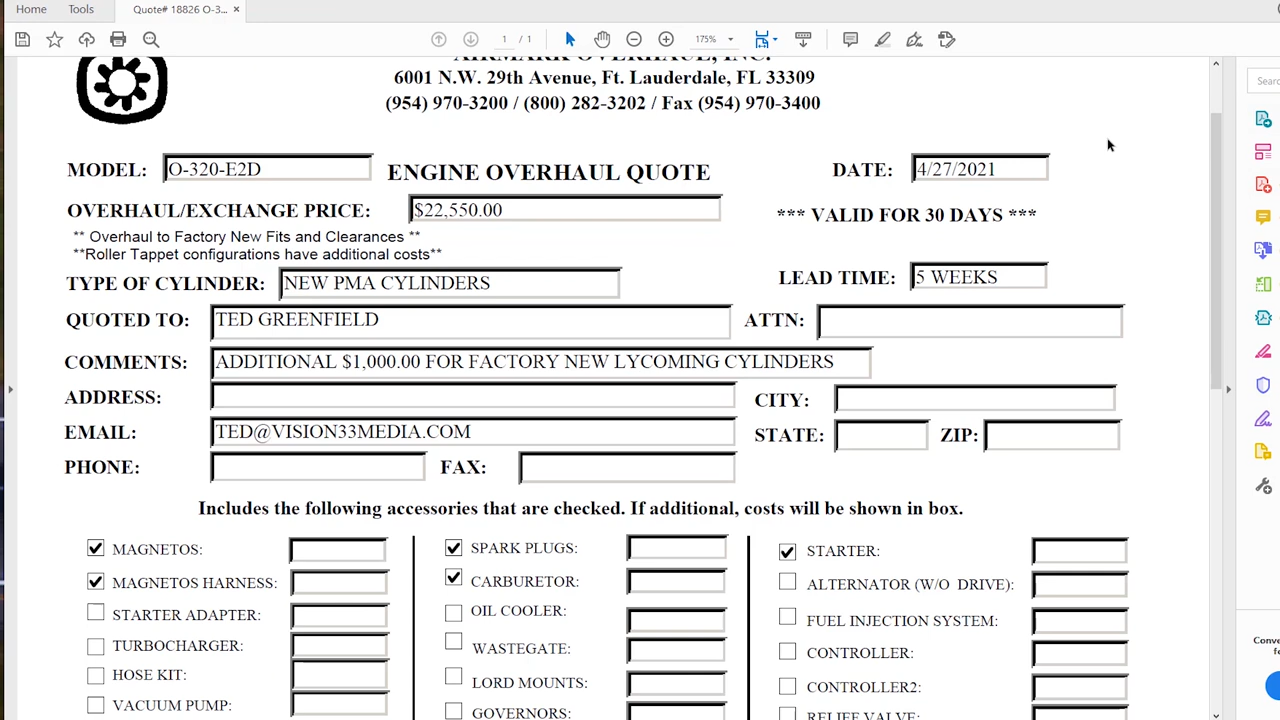 Home Tools Quote# 18826 O-3... ×
1 / 1 175%
AIRMARK OVERHAUL, INC.
6001 N.W. 29th Avenue, Ft. Lauderdale, FL 33309
(954) 970-3200 / (800) 282-3202 / Fax (954) 970-3400
MODEL: O-320-E2D ENGINE OVERHAUL QUOTE DATE: 4/27/2021
OVERHAUL/EXCHANGE PRICE: $22,550.00 *** VALID FOR 30 DAYS ***
** Overhaul to Factory New Fits and Clearances **
**Roller Tappet configurations have additional costs**
TYPE OF CYLINDER: NEW PMA CYLINDERS LEAD TIME: 5 WEEKS
QUOTED TO: TED GREENFIELD ATTN:
COMMENTS: ADDITIONAL $1,000.00 FOR FACTORY NEW LYCOMING CYLINDERS
ADDRESS: CITY:
EMAIL: TED@VISION33MEDIA.COM STATE: ZIP:
PHONE: FAX:
Includes the following accessories that are checked. If additional, costs will be shown in box.
MAGNETOS: SPARK PLUGS: STARTER:
MAGNETOS HARNESS: CARBURETOR: ALTERNATOR (W/O DRIVE):
STARTER ADAPTER: OIL COOLER: FUEL INJECTION SYSTEM:
TURBOCHARGER: WASTEGATE: CONTROLLER:
HOSE KIT: LORD MOUNTS: CONTROLLER2:
VACUUM PUMP: GOVERNORS: RELIEF VALVE: